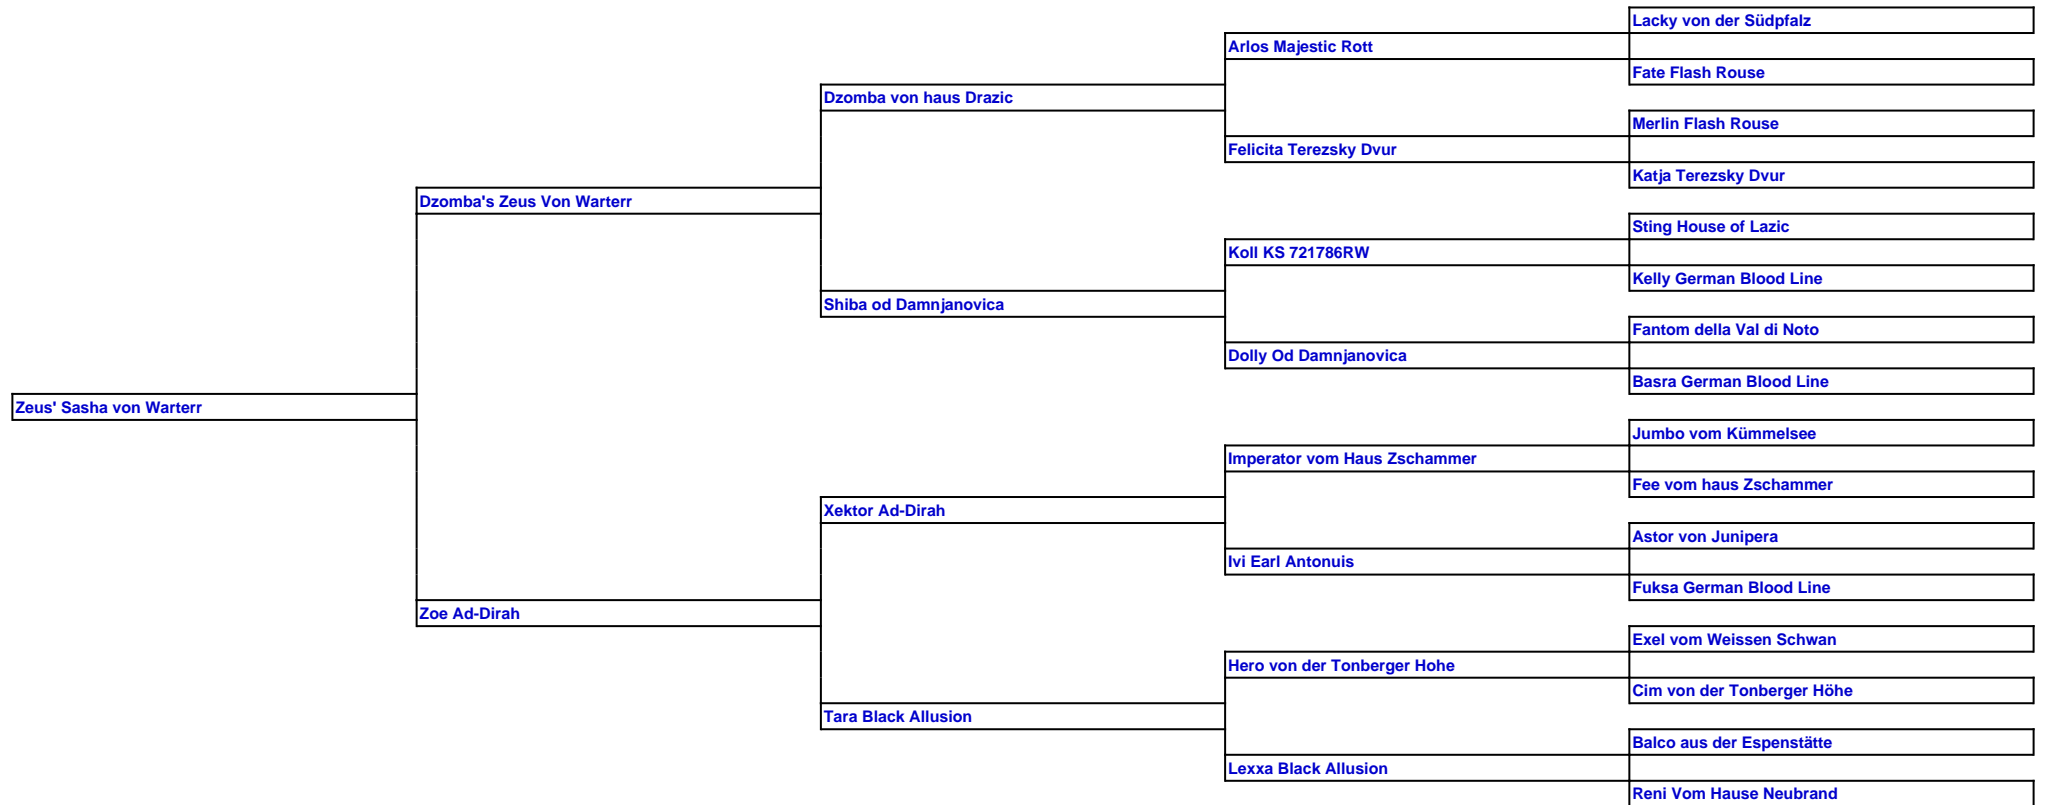 Lacky von der Südpfalz
Arlos Majestic Rott
Fate Flash Rouse
Dzomba von haus Drazic
Merlin Flash Rouse
Felicita Terezsky Dvur
Katja Terezsky Dvur
Dzomba's Zeus Von Warterr
Sting House of Lazic
Koll KS 721786RW
Kelly German Blood Line
Shiba od Damnjanovica
Fantom della Val di Noto
Dolly Od Damnjanovica
Basra German Blood Line
Zeus' Sasha von Warterr
Jumbo vom Kümmelsee
Imperator vom Haus Zschammer
Fee vom haus Zschammer
Xektor Ad-Dirah
Astor von Junipera
Ivi Earl Antonuis
Fuksa German Blood Line
Zoe Ad-Dirah
Exel vom Weissen Schwan
Hero von der Tonberger Hohe
Cim von der Tonberger Höhe
Tara Black Allusion
Balco aus der Espenstätte
Lexxa Black Allusion
Reni Vom Hause Neubrand